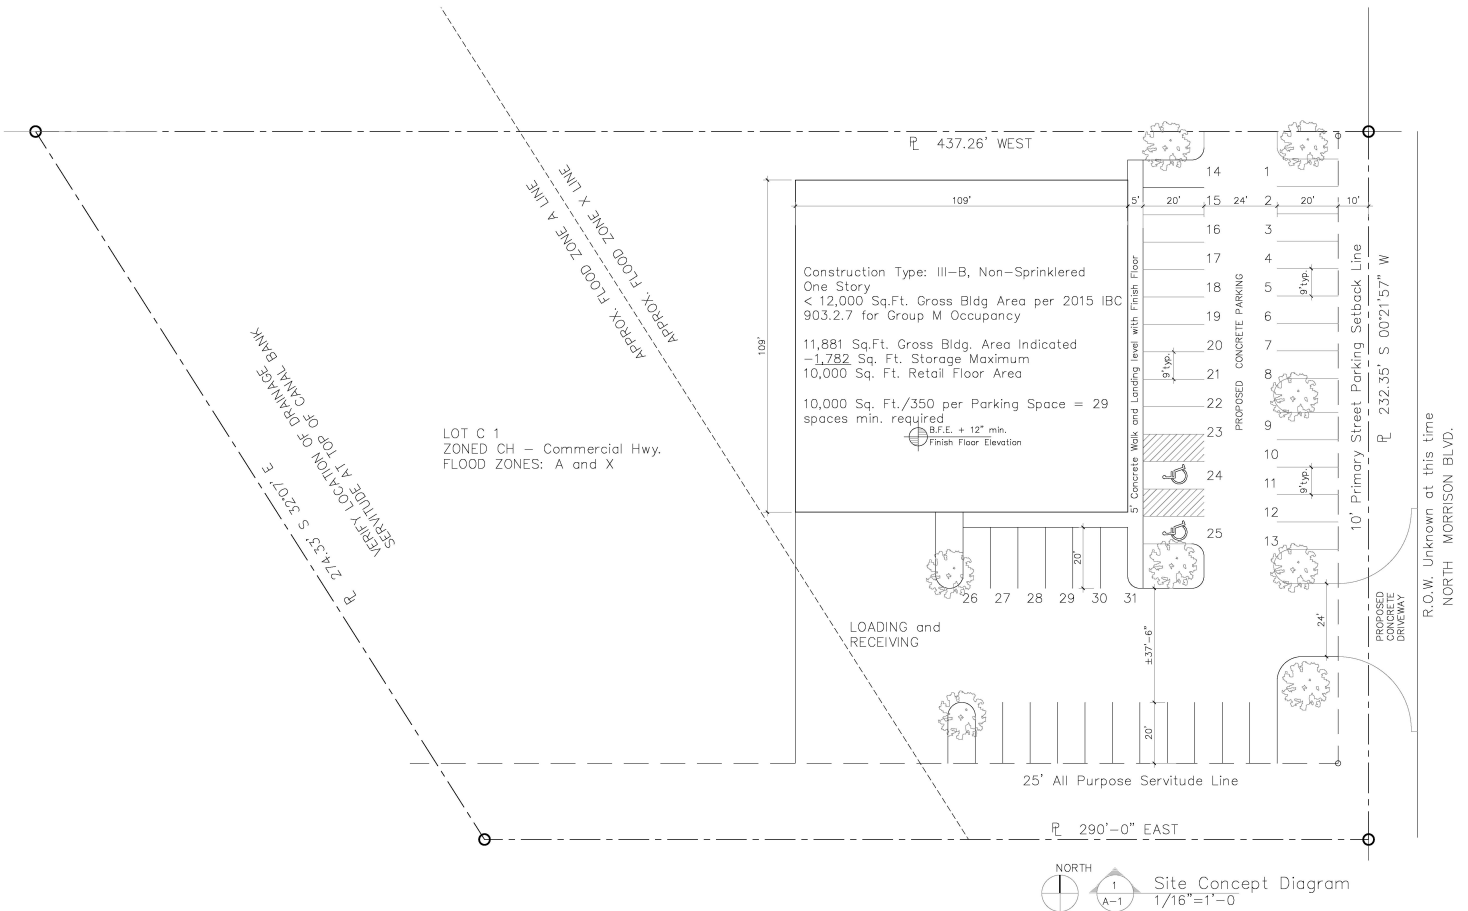 ℄ 437.26' WEST
APPROX. FLOOD ZONE X LINE
APPROX. FLOOD ZONE A LINE
109'
5'
20'
24'
20'
10'
109'
Construction Type: III-B, Non-Sprinklered
One Story
< 12,000 Sq.Ft. Gross Bldg Area per 2015 IBC
903.2.7 for Group M Occupancy
11,881 Sq.Ft. Gross Bldg. Area Indicated
-1,782 Sq. Ft. Storage Maximum
10,000 Sq. Ft. Retail Floor Area
10,000 Sq. Ft./350 per Parking Space = 29
spaces min. required
B.F.E. + 12" min.
Finish Floor Elevation
5' Concrete Walk and Landing level with Finish Floor
14
15
16
17
18
19
20
21
22
23
24
25
9'typ.
PROPOSED CONCRETE PARKING
1
2
3
4
5
6
7
8
9
10
11
12
13
9'typ.
9'typ.
10' Primary Street Parking Setback Line
℄ 232.35' S 00°21'57" W
R.O.W. Unknown at this time
NORTH MORRISON BLVD.
VERIFY LOCATION OF DRAINAGE
SERVITUDE AT TOP OF CANAL BANK
℄ 274.33' S 32°07' E
LOT C 1
ZONED CH - Commercial Hwy.
FLOOD ZONES: A and X
20'
26 27 28 29 30 31
LOADING and
RECEIVING
±37'-6"
20'
24'
PROPOSED
CONCRETE
DRIVEWAY
25' All Purpose Servitude Line
℄ 290'-0" EAST
NORTH
1
A-1
Site Concept Diagram
1/16"=1'-0